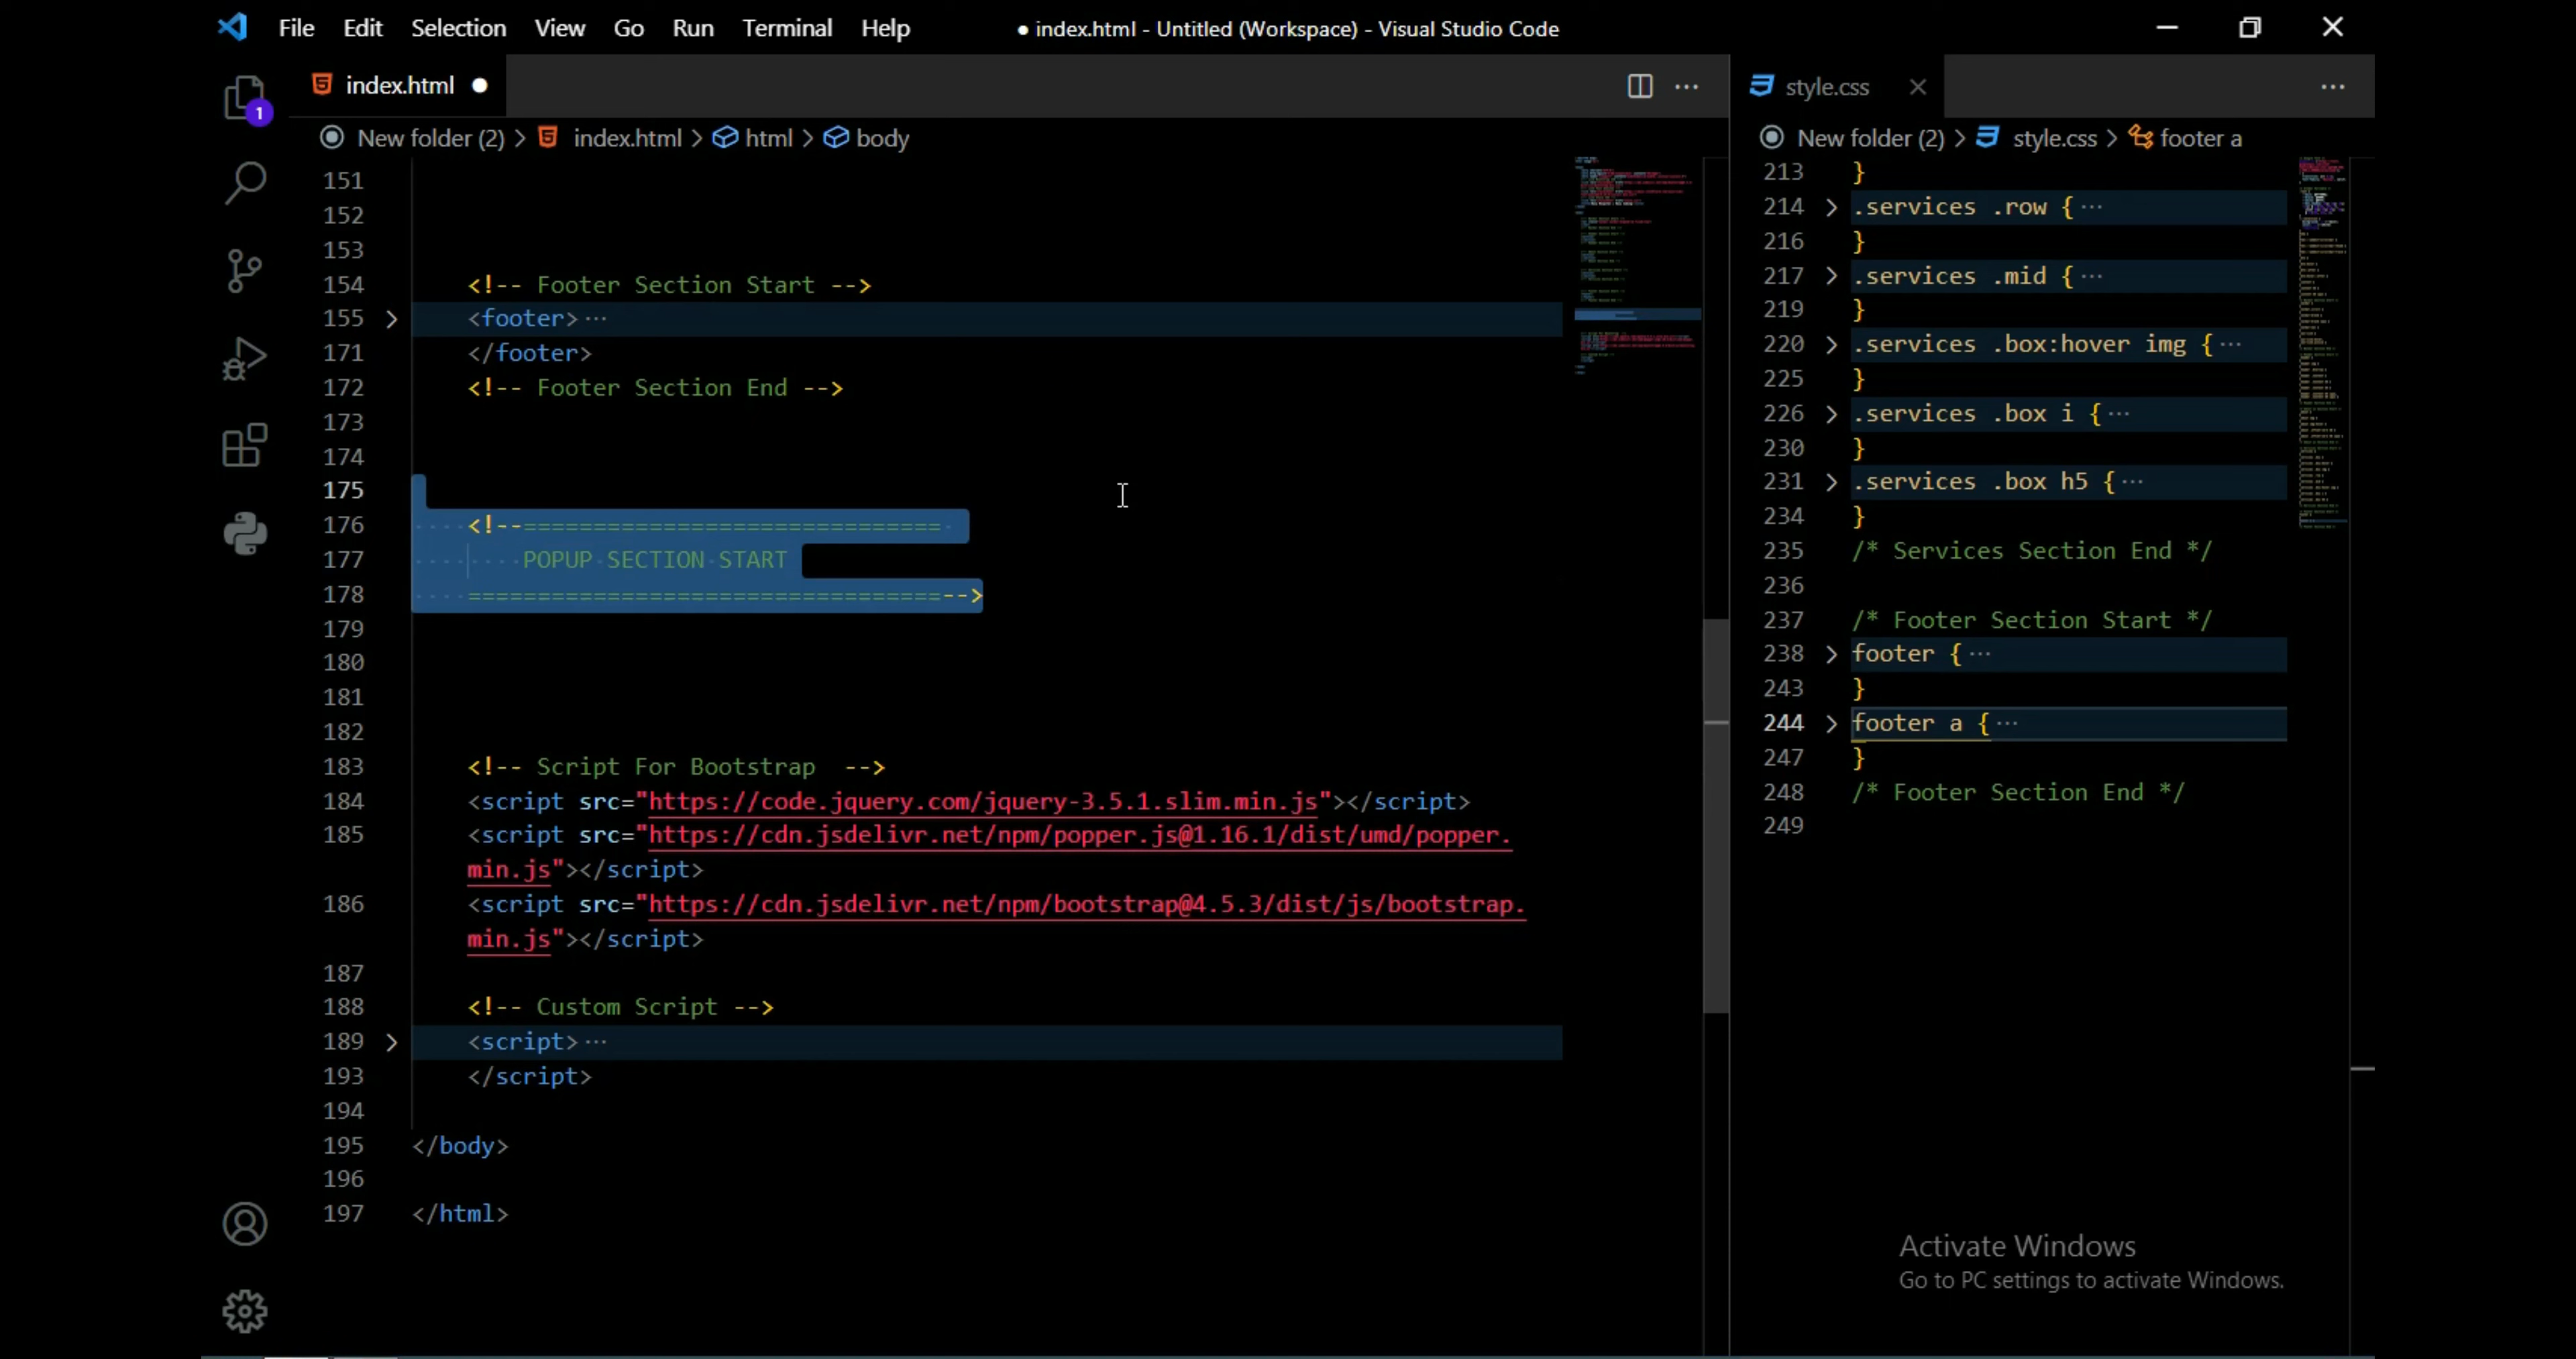 File Edit Selection View Go Run Terminal Help ● index.html - Untitled (Workspace) - Visual Studio Code
index.html ●
1
New folder (2) > index.html > html > body
151
152
153
154 <!-- Footer Section Start -->
155 > <footer> ···
171 </footer>
172 <!-- Footer Section End -->
173
174
175
176 <!--==============================
177 POPUP SECTION START
178 ==================================-->
179
180
181
182
183 <!-- Script For Bootstrap  -->
184 <script src="https://code.jquery.com/jquery-3.5.1.slim.min.js"></script>
185 <script src="https://cdn.jsdelivr.net/npm/popper.js@1.16.1/dist/umd/popper.
min.js"></script>
186 <script src="https://cdn.jsdelivr.net/npm/bootstrap@4.5.3/dist/js/bootstrap.
min.js"></script>
187
188 <!-- Custom Script -->
189 > <script> ···
193 </script>
194
195 </body>
196
197 </html>
style.css
New folder (2) > style.css > footer a
213 }
214 > .services .row { ···
216 }
217 > .services .mid { ···
219 }
220 > .services .box:hover img { ···
225 }
226 > .services .box i { ···
230 }
231 > .services .box h5 { ···
234 }
235 /* Services Section End */
236
237 /* Footer Section Start */
238 > footer { ···
243 }
244 > footer a { ···
247 }
248 /* Footer Section End */
249
Activate Windows
Go to PC settings to activate Windows.